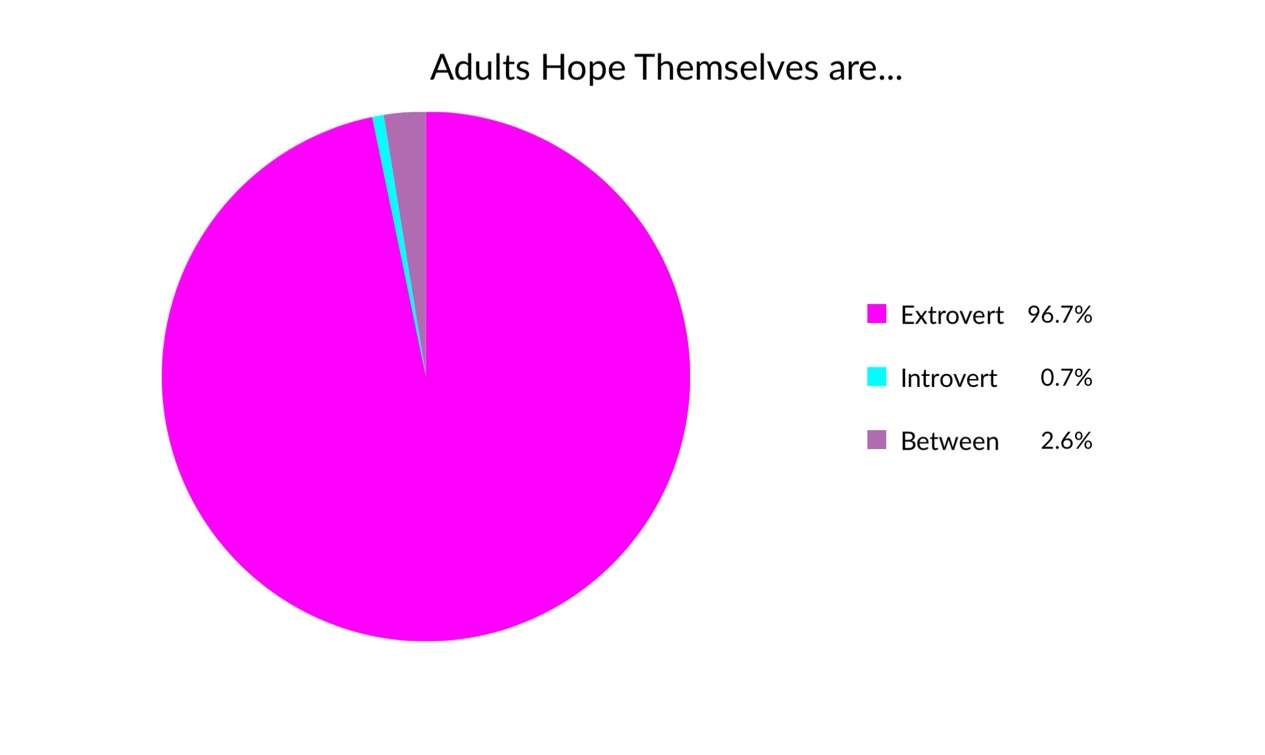 Adults Hope Themselves are...
Extrovert 96.7%
Introvert 0.7%
Between 2.6%